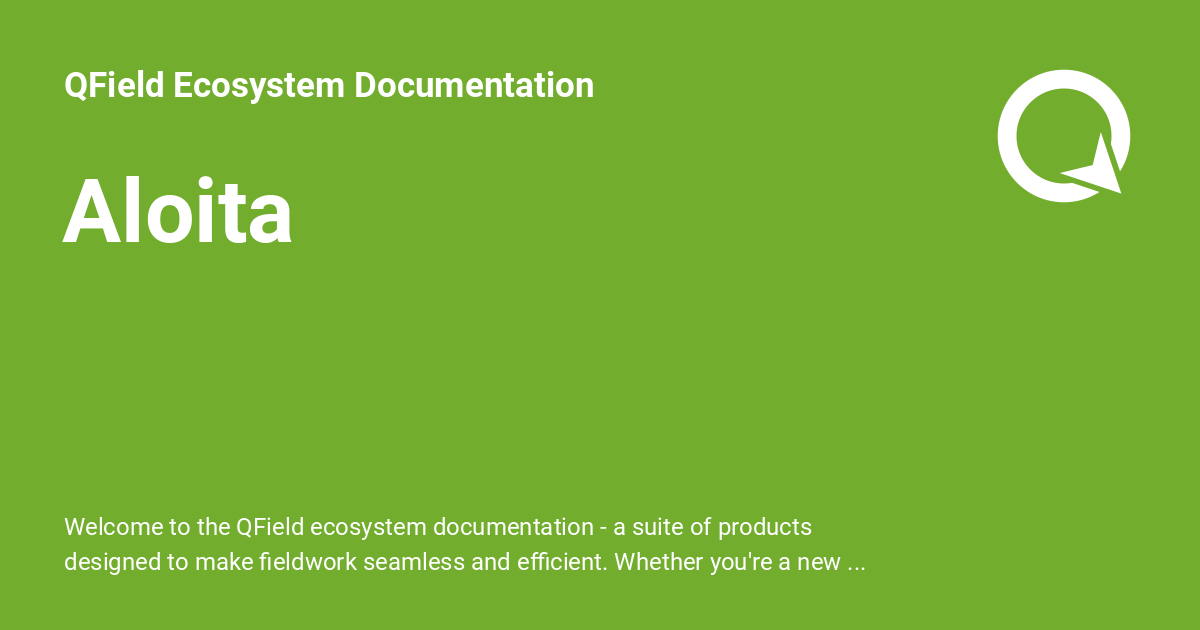 QField Ecosystem Documentation
Aloita
Welcome to the QField ecosystem documentation - a suite of products
designed to make fieldwork seamless and efficient. Whether you're a new ...